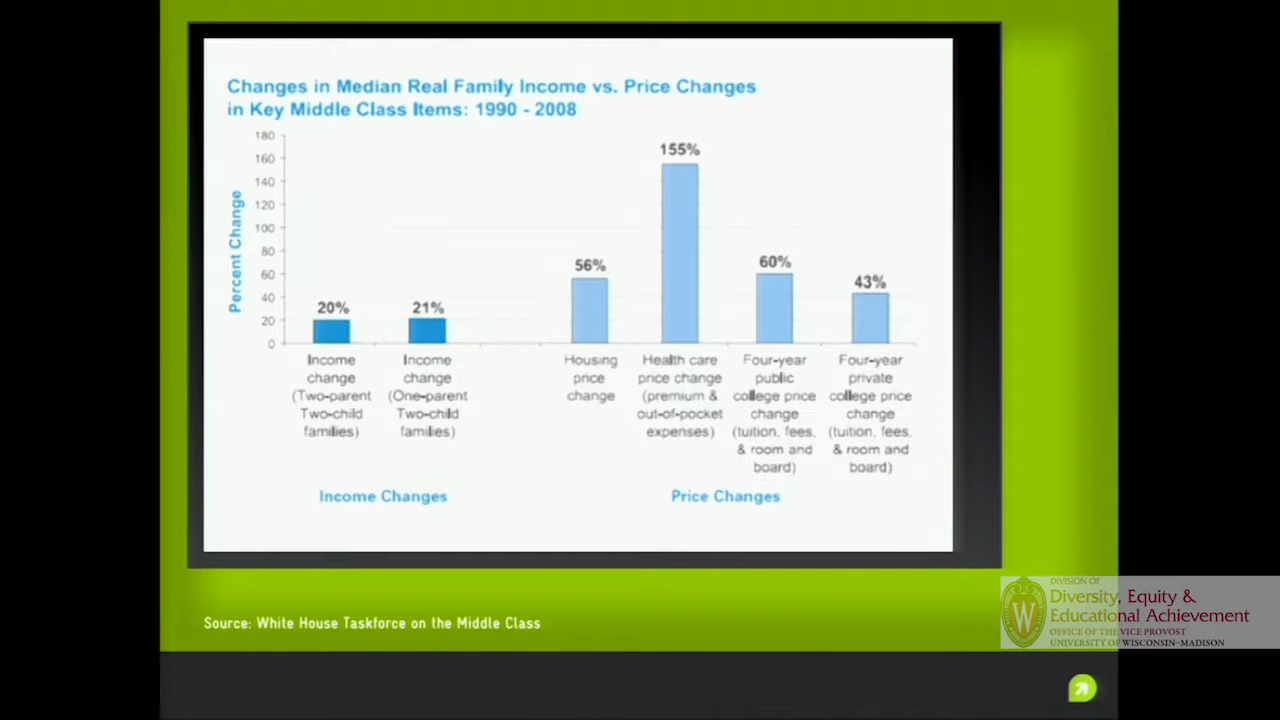 Changes in Median Real Family Income vs. Price Changes
in Key Middle Class Items: 1990 - 2008
Percent Change
180
160
140
120
100
80
60
40
20
0
20%
21%
56%
155%
60%
43%
Income
change
(Two-parent
Two-child
families)
Income
change
(One-parent
Two-child
families)
Housing
price
change
Health care
price change
(premium &
out-of-pocket
expenses)
Four-year
public
college price
change
(tuition, fees,
& room and
board)
Four-year
private
college price
change
(tuition, fees,
& room and
board)
Income Changes
Price Changes
Source: White House Taskforce on the Middle Class
W
DIVISION OF
Diversity, Equity &
Educational Achievement
OFFICE OF THE VICE PROVOST
UNIVERSITY OF WISCONSIN–MADISON